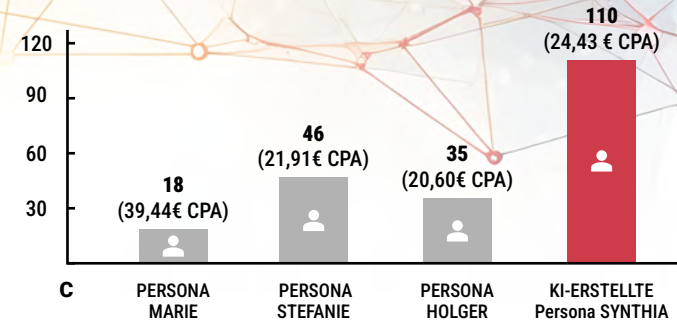 120
90
60
30
18
(39,44€ CPA)
46
(21,91€ CPA)
35
(20,60€ CPA)
110
(24,43 € CPA)
C
PERSONA
MARIE
PERSONA
STEFANIE
PERSONA
HOLGER
KI-ERSTELLTE
Persona SYNTHIA